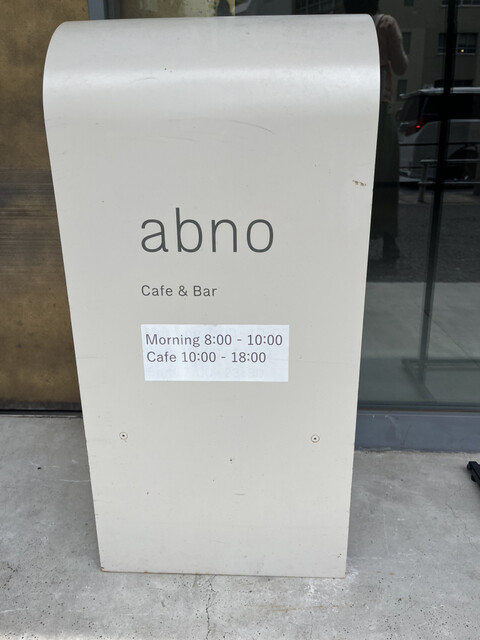 abno
Cafe & Bar
Morning 8:00 - 10:00
Cafe 10:00 - 18:00